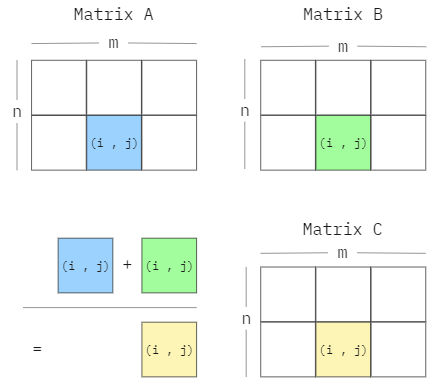 Matrix A
m
n
(i , j)
Matrix B
m
n
(i , j)
(i , j) + (i , j)
= (i , j)
Matrix C
m
n
(i , j)